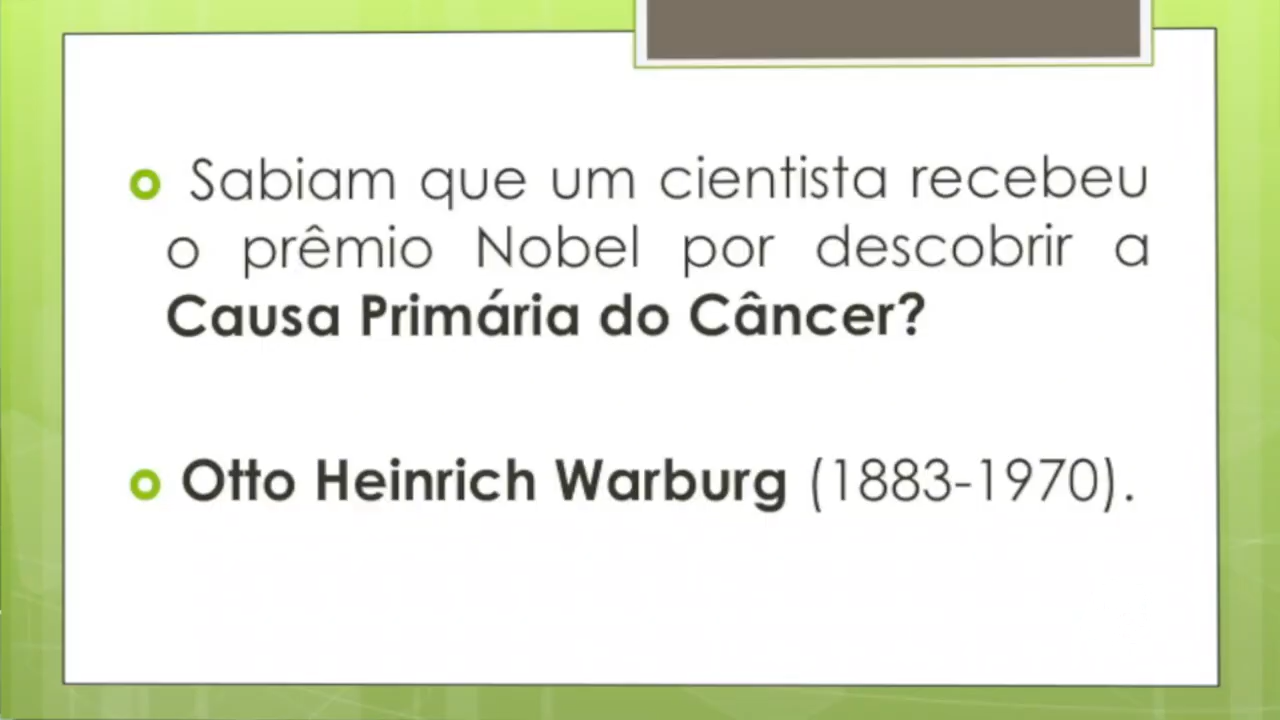 Sabiam que um cientista recebeu
o prêmio Nobel por descobrir a
Causa Primária do Câncer?
Otto Heinrich Warburg (1883-1970).